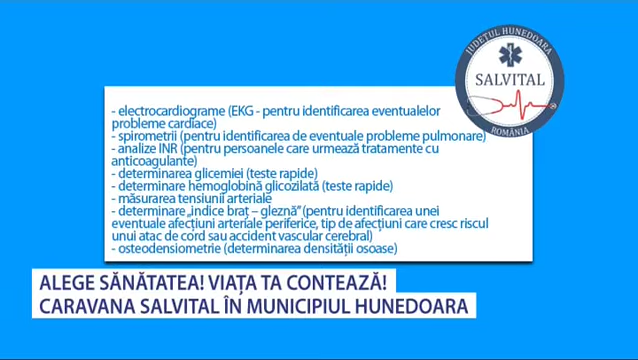 JUDEȚUL HUNEDOARA
SALVITAL
ROMÂNIA
- electrocardiograme (EKG - pentru identificarea eventualelor
probleme cardiace)
- spirometrii (pentru identificarea de eventuale probleme pulmonare)
- analize INR (pentru persoanele care urmează tratamente cu
anticoagulante)
- determinarea glicemiei (teste rapide)
- determinare hemoglobină glicozilată (teste rapide)
- măsurarea tensiunii arteriale
- determinare „indice braț – gleznă” (pentru identificarea unei
eventuale afecțiuni arteriale periferice, tip de afecțiuni care cresc riscul
unui atac de cord sau accident vascular cerebral)
- osteodensiometrie (determinarea densității osoase)
ALEGE SĂNĂTATEA! VIAȚA TA CONTEAZĂ!
CARAVANA SALVITAL ÎN MUNICIPIUL HUNEDOARA